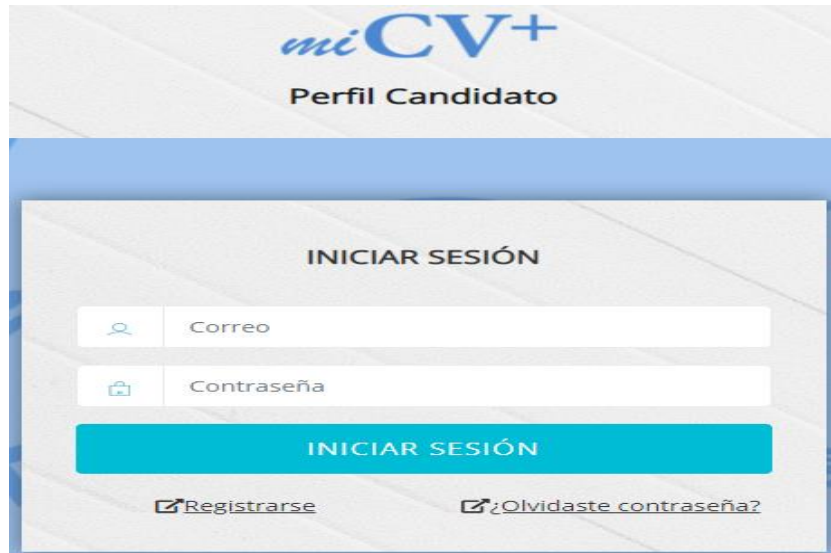 miCV+
Perfil Candidato
INICIAR SESIÓN
Correo
Contraseña
INICIAR SESIÓN
Registrarse ¿Olvidaste contraseña?